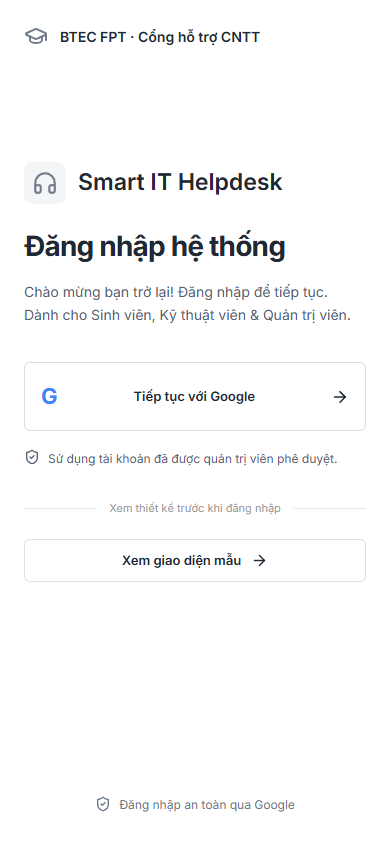 BTEC FPT · Cổng hỗ trợ CNTT
Smart IT Helpdesk
Đăng nhập hệ thống
Chào mừng bạn trở lại! Đăng nhập để tiếp tục.
Dành cho Sinh viên, Kỹ thuật viên & Quản trị viên.
G Tiếp tục với Google
Sử dụng tài khoản đã được quản trị viên phê duyệt.
Xem thiết kế trước khi đăng nhập
Xem giao diện mẫu
Đăng nhập an toàn qua Google